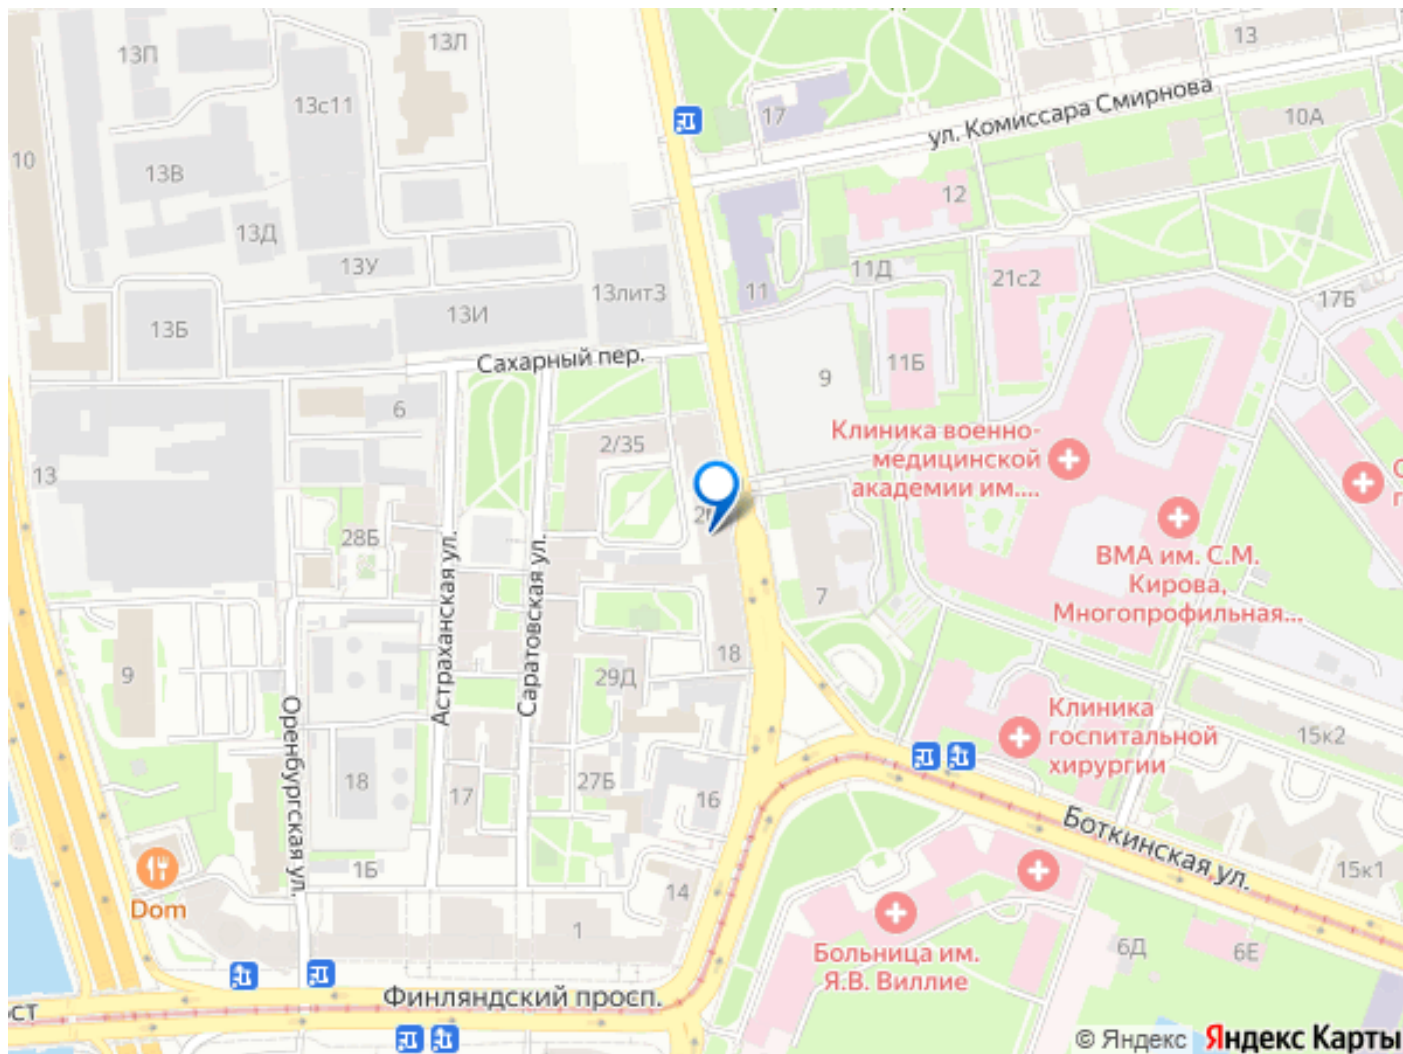 13П
13Л
13
13с11
17
ул. Комиссара Смирнова
10А
10
13В
12
13Д
13У
11Д
21с2
11
13лит3
17Б
13И
13Б
Сахарный пер.
9
11Б
6
2/35
Клиника военно-
медицинской
академии им....
13
28Б
ВМА им. С.М.
Кирова,
Многопрофильная...
Астраханская ул.
Саратовская ул.
7
18
9
29Д
Оренбургская ул.
Клиника
госпитальной
хирургии
15к2
18
17
27Б
16
Боткинская ул.
1Б
14
15к1
Dom
1
Больница им.
Я.В. Виллие
6Д
6Е
Финляндский просп.
ост
© Яндекс Яндекс Карты